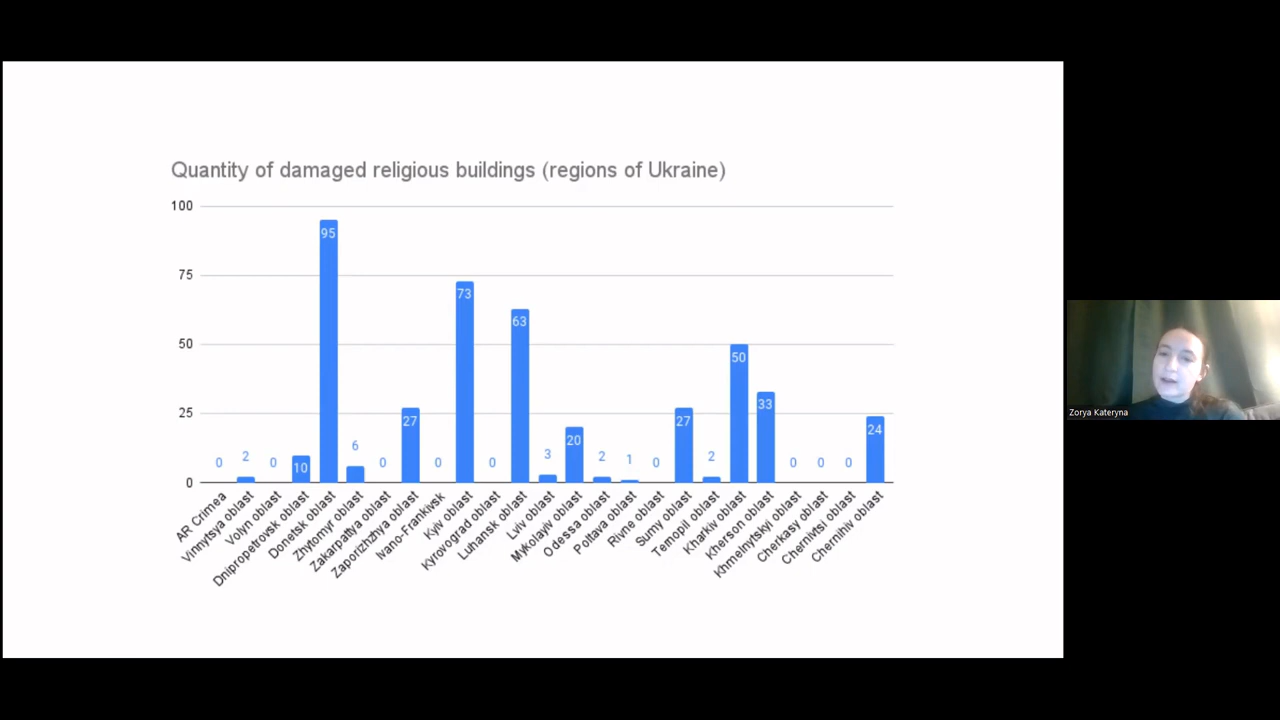 Quantity of damaged religious buildings (regions of Ukraine)
100
75
50
25
0
0
2
0
10
95
6
0
27
0
73
0
63
3
20
2
1
0
27
2
50
33
0
0
0
24
AR Crimea
Vinnytsya oblast
Volyn oblast
Dnipropetrovsk oblast
Donetsk oblast
Zhytomyr oblast
Zakarpattya oblast
Zaporizhzhya oblast
Ivano-Frankivsk
Kyiv oblast
Kyrovograd oblast
Luhansk oblast
Lviv oblast
Mykolayiv oblast
Odessa oblast
Poltava oblast
Rivne oblast
Sumy oblast
Ternopil oblast
Kharkiv oblast
Kherson oblast
Khmelnytskyi oblast
Cherkasy oblast
Chernivtsi oblast
Chernihiv oblast
Zorya Kateryna